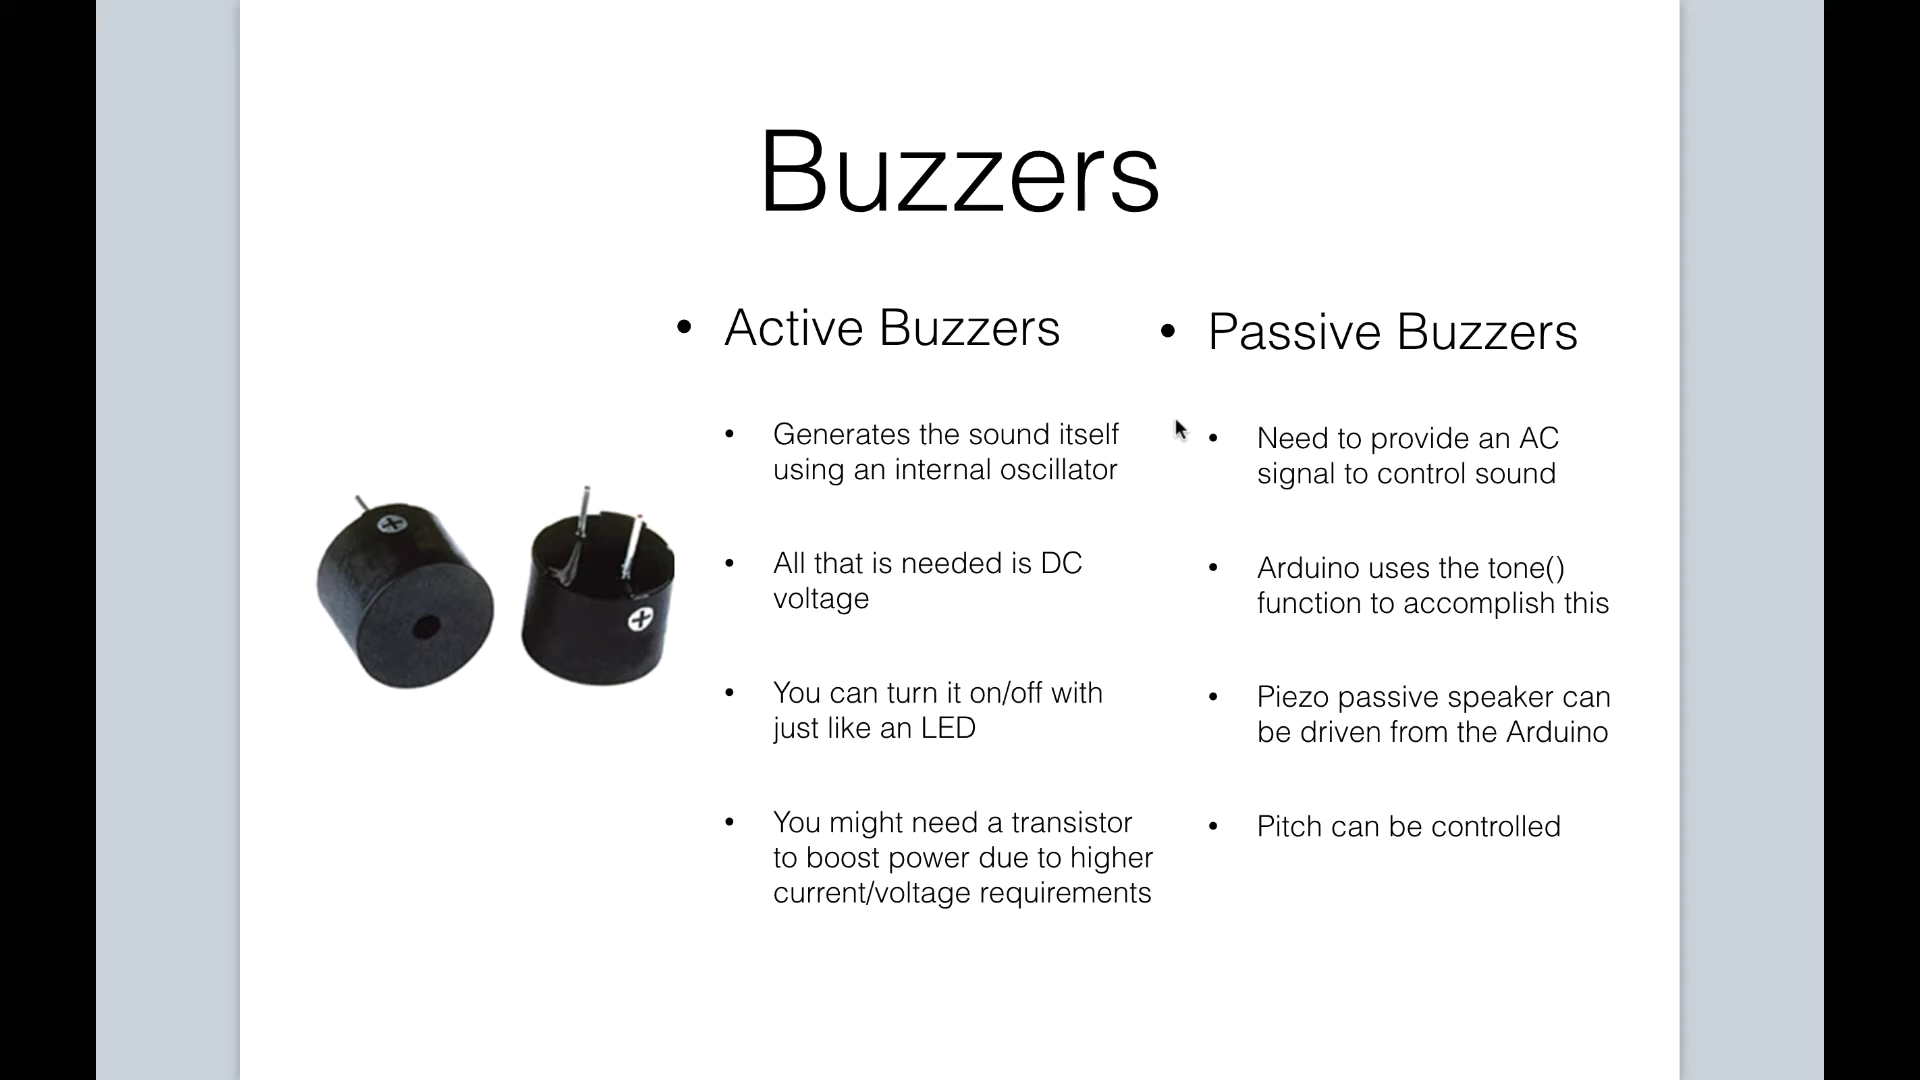 Buzzers
• Active Buzzers
• Generates the sound itself
using an internal oscillator
• All that is needed is DC
voltage
• You can turn it on/off with
just like an LED
• You might need a transistor
to boost power due to higher
current/voltage requirements
• Passive Buzzers
• Need to provide an AC
signal to control sound
• Arduino uses the tone()
function to accomplish this
• Piezo passive speaker can
be driven from the Arduino
• Pitch can be controlled